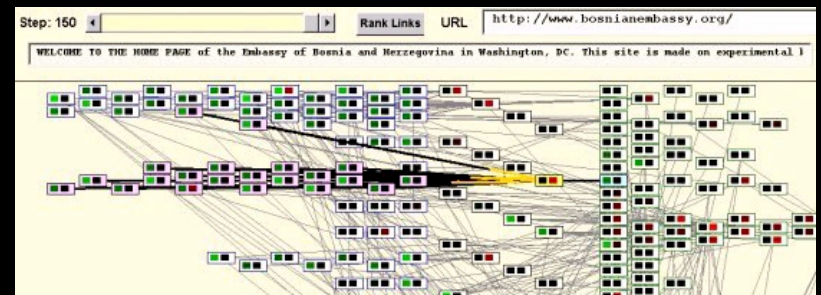 Step: 150 Rank Links URL http://www.bosnianembassy.org/
WELCOME TO THE HOME PAGE of the Embassy of Bosnia and Herzegovina in Washington, DC. This site is made on experimental